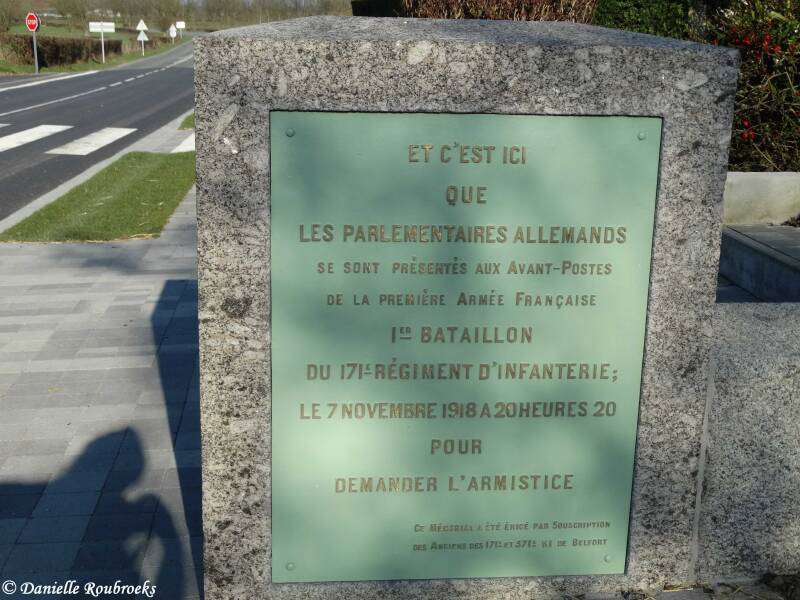 ET C'EST ICI
QUE
LES PARLEMENTAIRES ALLEMANDS
SE SONT PRÉSENTÉS AUX AVANT-POSTES
DE LA PREMIÈRE ARMÉE FRANÇAISE
1ER BATAILLON
DU 171E RÉGIMENT D'INFANTERIE;
LE 7 NOVEMBRE 1918 A 20 HEURES 20
POUR
DEMANDER L'ARMISTICE
CE MÉMORIAL A ÉTÉ ÉRIGÉ PAR SOUSCRIPTION
DES ANCIENS DES 171E ET 371E RI DE BELFORT
STOP
© Danielle Roubroeks